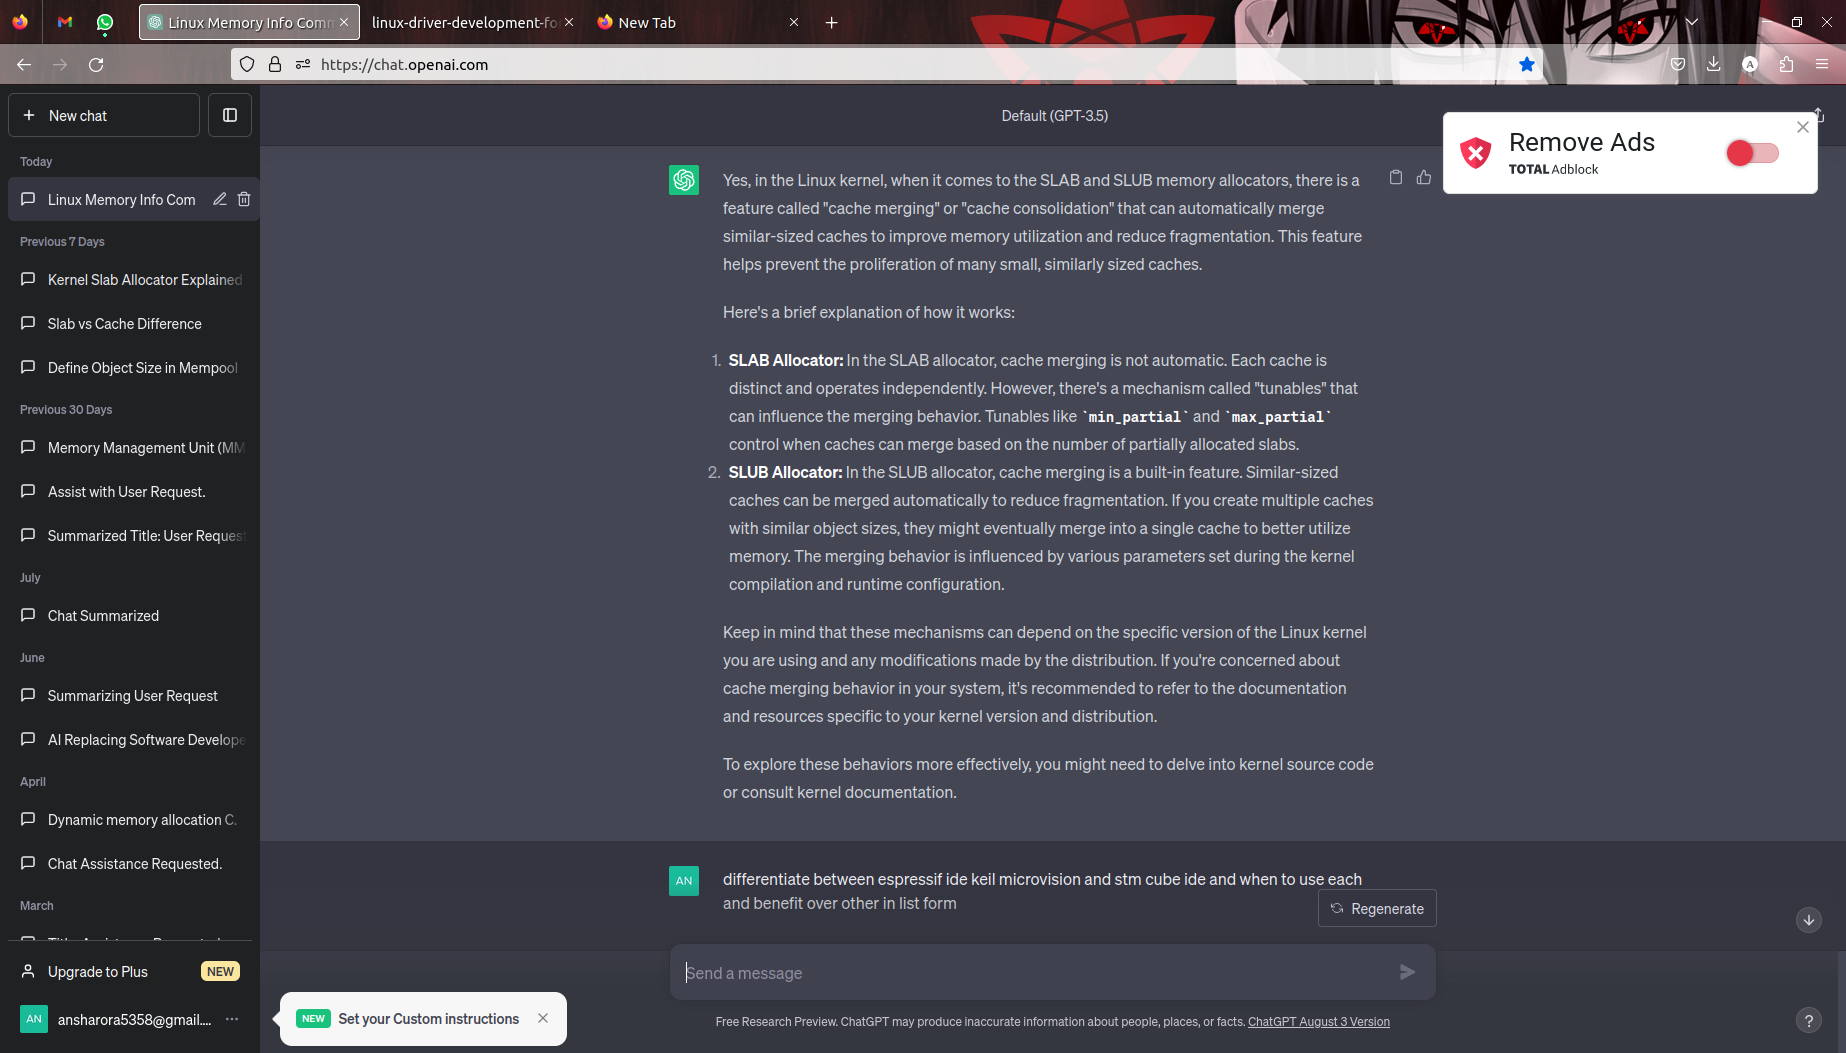 Linux Memory Info Com
linux-driver-development-fo
New Tab
https://chat.openai.com
New chat
Default (GPT-3.5)
Remove Ads
TOTAL Adblock
Today
Linux Memory Info Com
Previous 7 Days
Kernel Slab Allocator Explained
Slab vs Cache Difference
Define Object Size in Mempool
Previous 30 Days
Memory Management Unit (MM
Assist with User Request.
Summarized Title: User Reques
July
Chat Summarized
June
Summarizing User Request
AI Replacing Software Develope
April
Dynamic memory allocation C.
Chat Assistance Requested.
March
Upgrade to Plus
NEW
AN
ansharora5358@gmail....
Yes, in the Linux kernel, when it comes to the SLAB and SLUB memory allocators, there is a
feature called "cache merging" or "cache consolidation" that can automatically merge
similar-sized caches to improve memory utilization and reduce fragmentation. This feature
helps prevent the proliferation of many small, similarly sized caches.
Here's a brief explanation of how it works:
1. SLAB Allocator: In the SLAB allocator, cache merging is not automatic. Each cache is
distinct and operates independently. However, there's a mechanism called "tunables" that
can influence the merging behavior. Tunables like `min_partial` and `max_partial`
control when caches can merge based on the number of partially allocated slabs.
2. SLUB Allocator: In the SLUB allocator, cache merging is a built-in feature. Similar-sized
caches can be merged automatically to reduce fragmentation. If you create multiple caches
with similar object sizes, they might eventually merge into a single cache to better utilize
memory. The merging behavior is influenced by various parameters set during the kernel
compilation and runtime configuration.
Keep in mind that these mechanisms can depend on the specific version of the Linux kernel
you are using and any modifications made by the distribution. If you're concerned about
cache merging behavior in your system, it's recommended to refer to the documentation
and resources specific to your kernel version and distribution.
To explore these behaviors more effectively, you might need to delve into kernel source code
or consult kernel documentation.
AN
differentiate between espressif ide keil microvision and stm cube ide and when to use each
and benefit over other in list form
Regenerate
Send a message
NEW Set your Custom instructions
Free Research Preview. ChatGPT may produce inaccurate information about people, places, or facts. ChatGPT August 3 Version
?